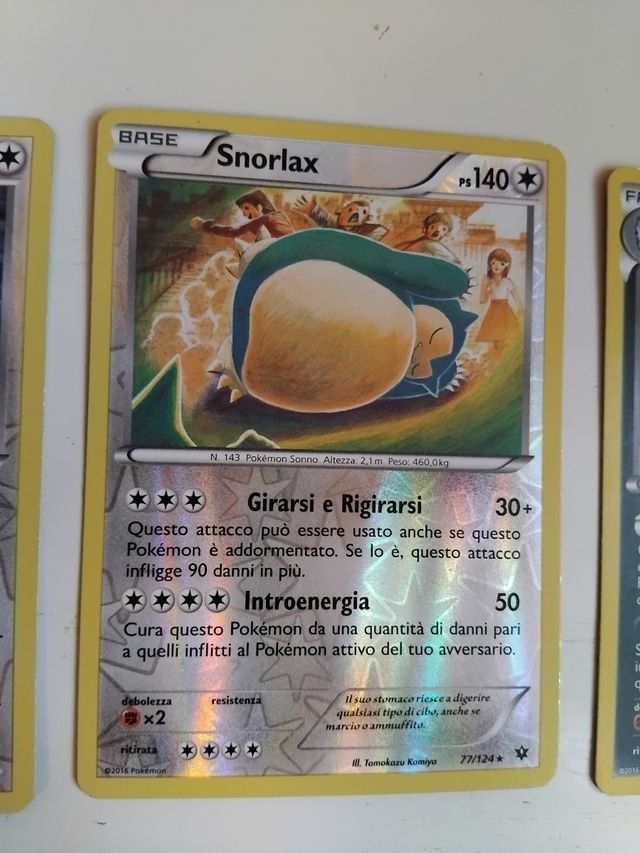 BASE
Snorlax
PS140
N. 143 Pokémon Sonno Altezza: 2,1 m Peso: 460,0kg
Girarsi e Rigirarsi 30+
Questo attacco può essere usato anche se questo
Pokémon è addormentato. Se lo è, questo attacco
infligge 90 danni in più.
Introenergia 50
Cura questo Pokémon da una quantità di danni pari
a quelli inflitti al Pokémon attivo del tuo avversario.
debolezza resistenza
×2
Il suo stomaco riesce a digerire
qualsiasi tipo di cibo, anche se
marcio o ammuffito.
ritirata
Ill. Tomokazu Komiya
77/124
©2016 Pokémon
©2016